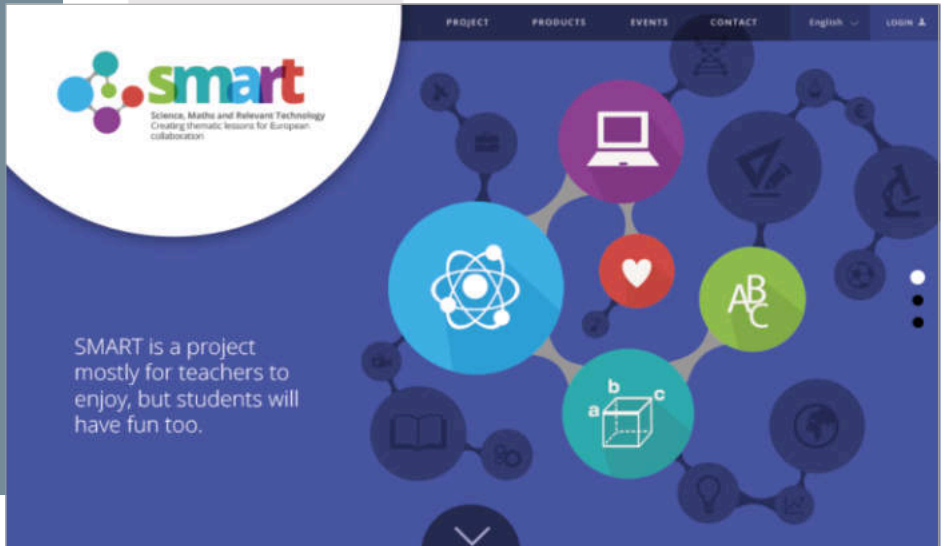 PROJECT PRODUCTS EVENTS CONTACT English LOGIN
smart
Science, Maths and Relevant Technology
Creating thematic lessons for European
collaboration
A B C
b
a c
SMART is a project
mostly for teachers to
enjoy, but students will
have fun too.